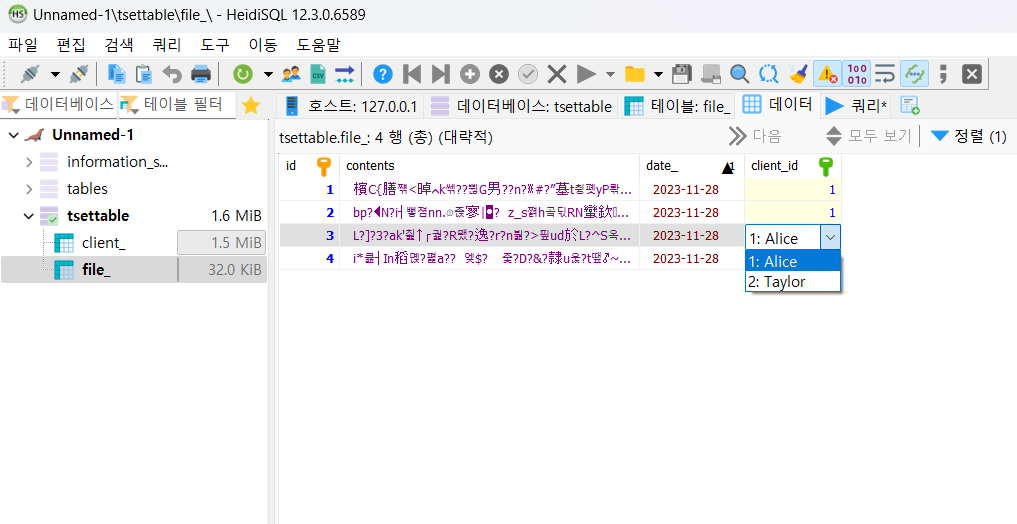 Unnamed-1\tsettable\file_\ - HeidiSQL 12.3.0.6589
파일 편집 검색 쿼리 도구 이동 도움말
데이터베이스 테이블 필터 호스트: 127.0.0.1 데이터베이스: tsettable 테이블: file_ 데이터 쿼리*
tsettable.file_: 4 행 (총) (대략적) 다음 모두 보기 정렬 (1)
Unnamed-1
information_s...
tables
tsettable 1.6 MiB
client_ 1.5 MiB
file_ 32.0 KiB
id contents date_ 1 client_id
1 2023-11-28 1
2 2023-11-28 1
3 2023-11-28 1: Alice
1: Alice
2: Taylor
4 2023-11-28